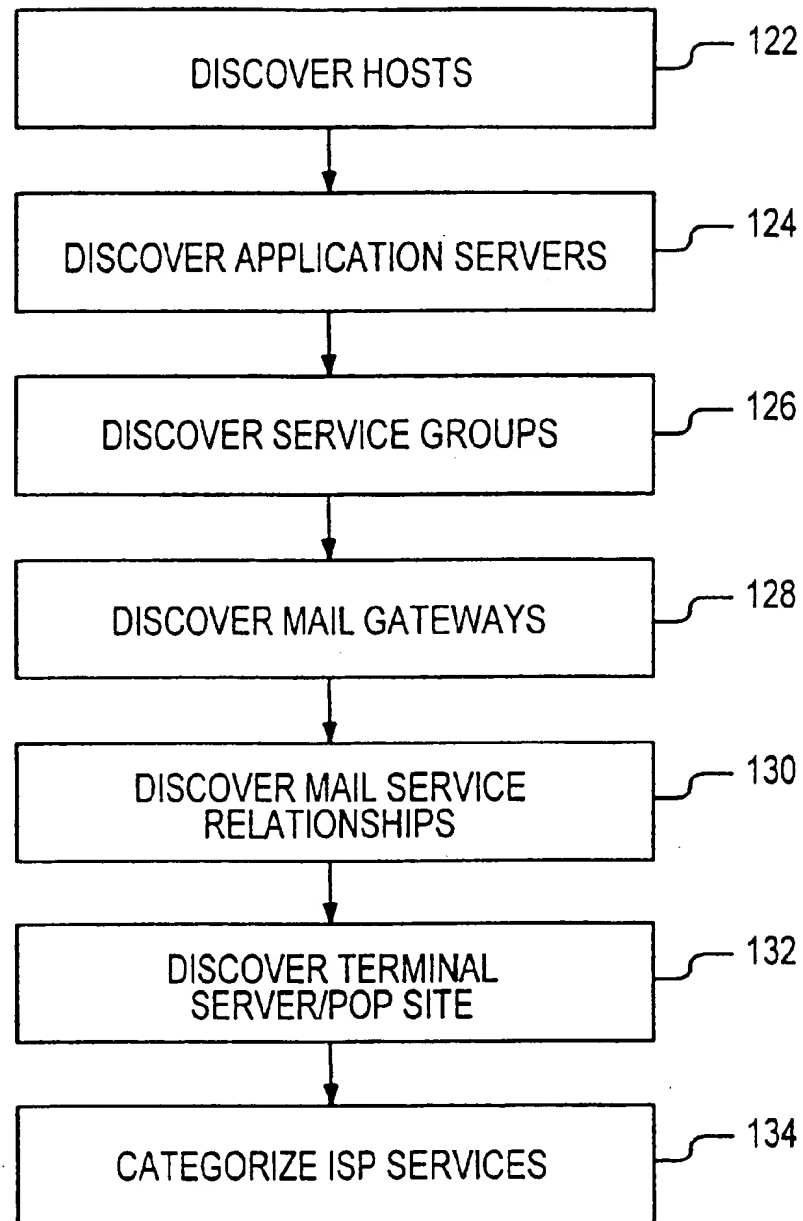 DISCOVER HOSTS
122
DISCOVER APPLICATION SERVERS
124
DISCOVER SERVICE GROUPS
126
DISCOVER MAIL GATEWAYS
128
DISCOVER MAIL SERVICE
RELATIONSHIPS
130
DISCOVER TERMINAL
SERVER/POP SITE
132
CATEGORIZE ISP SERVICES
134